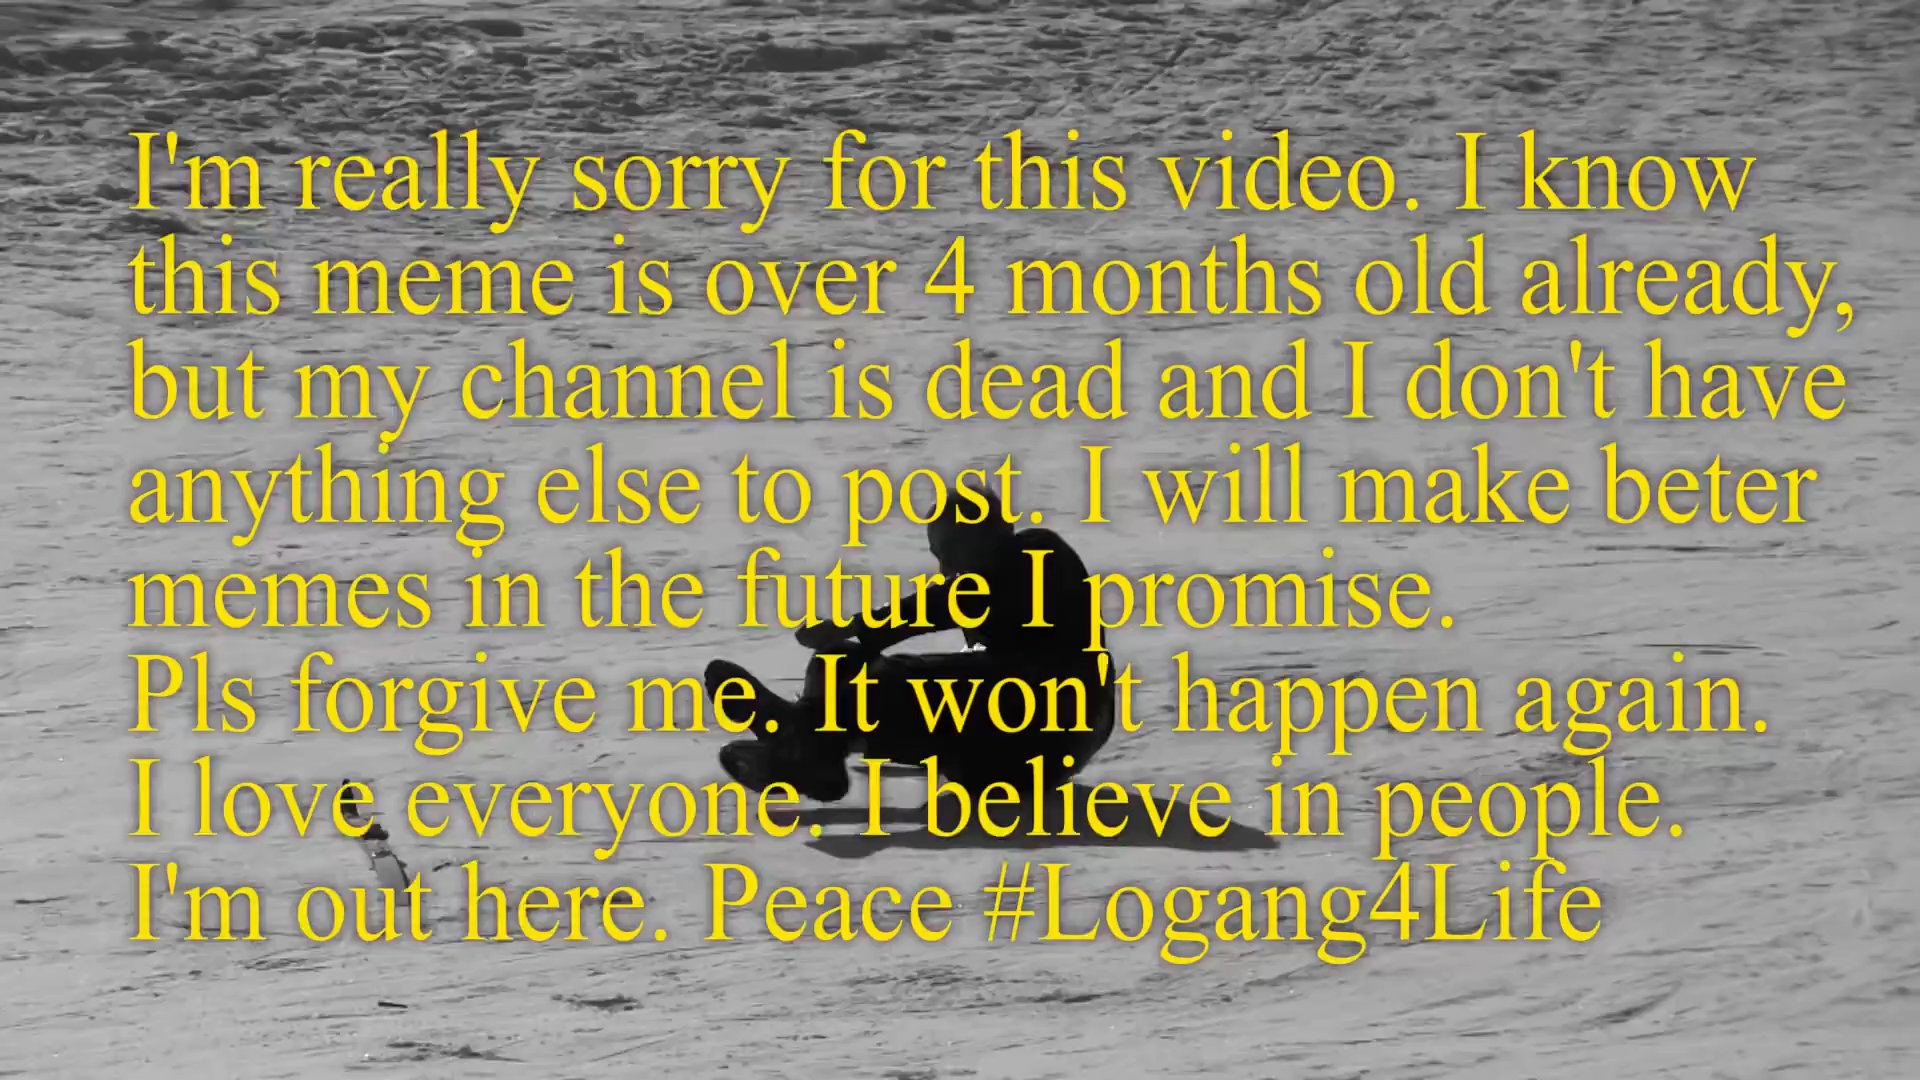 I'm really sorry for this video. I know
this meme is over 4 months old already,
but my channel is dead and I don't have
anything else to post. I will make beter
memes in the future I promise.
Pls forgive me. It won't happen again.
I love everyone. I believe in people.
I'm out here. Peace #Logang4Life